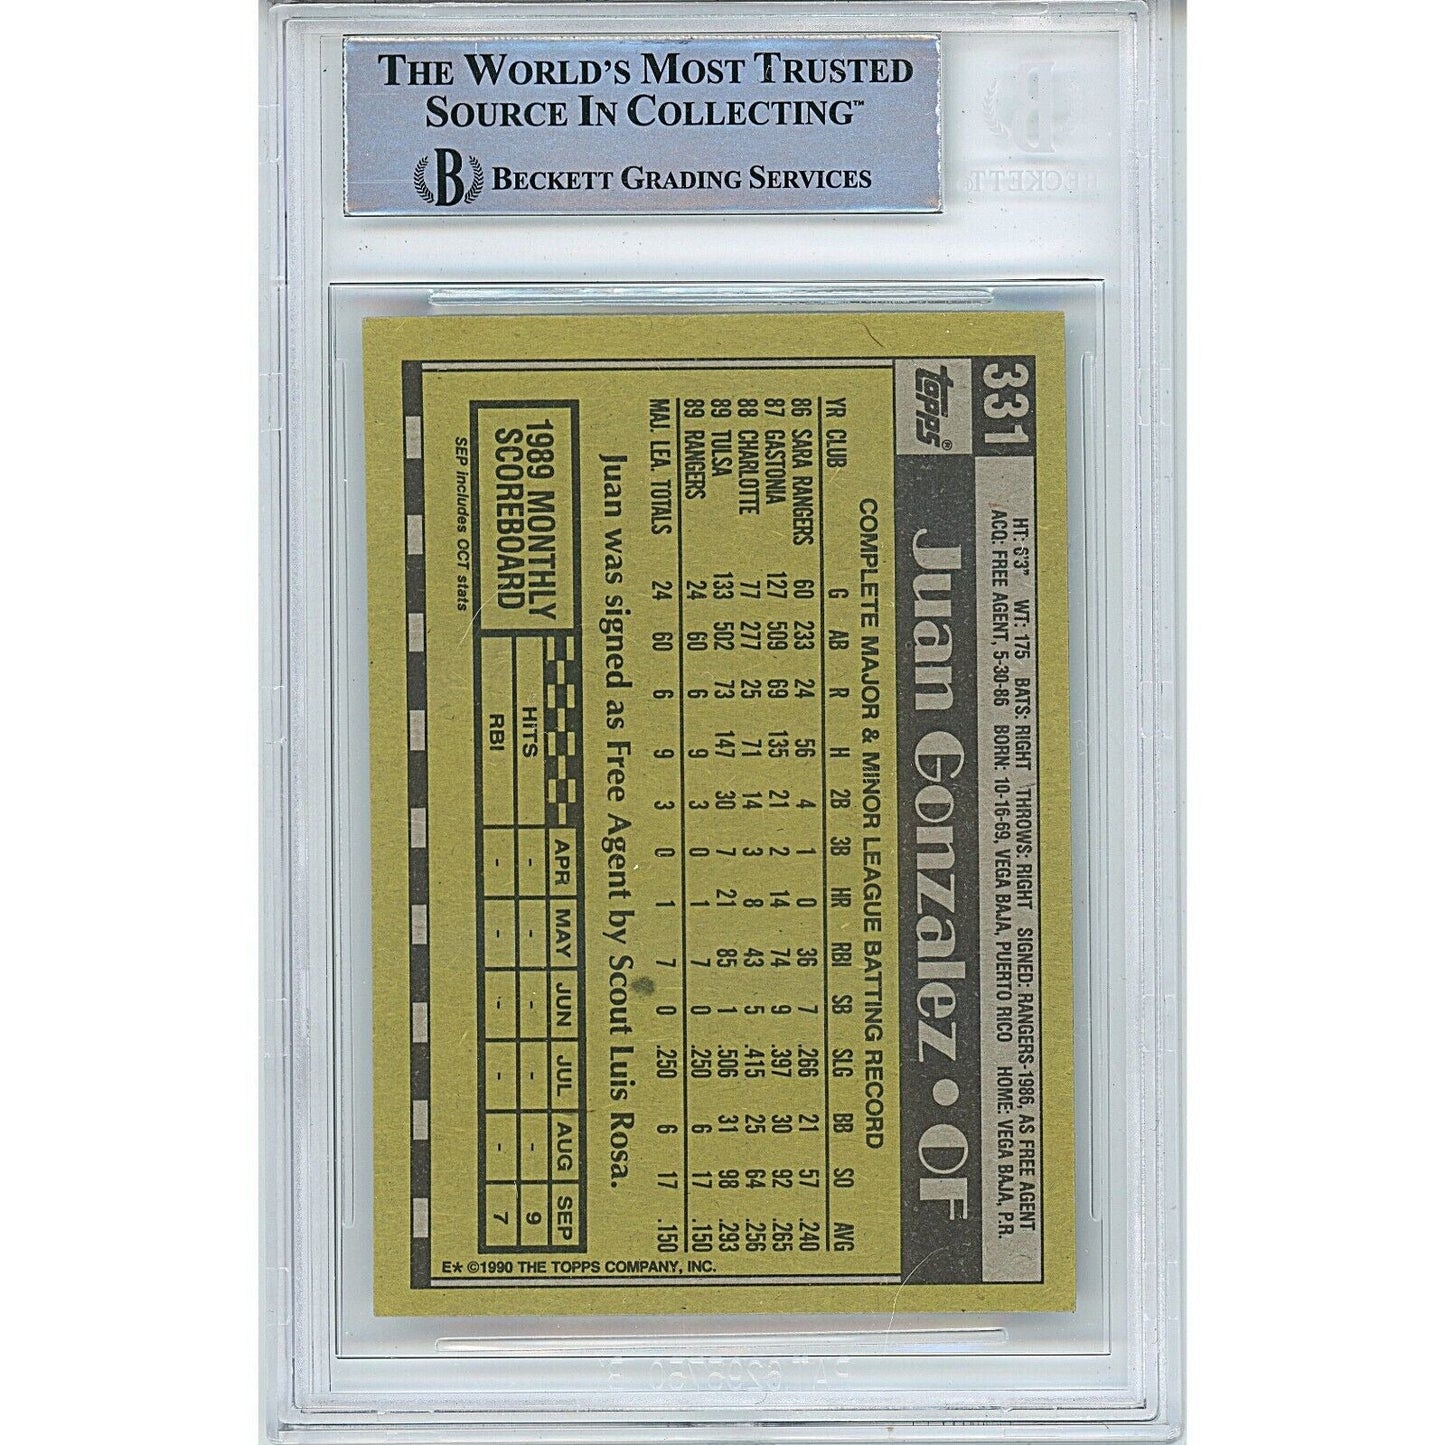 THE WORLD'S MOST TRUSTED
SOURCE IN COLLECTING™
B BECKETT GRADING SERVICES
BECKETT
331
HT: 6'3" WT: 175 BATS: RIGHT THROWS: RIGHT SIGNED: RANGERS-1986, AS FREE AGENT
ACQ: FREE AGENT, 5-30-86 BORN: 10-16-69, VEGA BAJA, PUERTO RICO HOME: VEGA BAJA, P.R.
topps®
Juan Gonzalez • OF
COMPLETE MAJOR & MINOR LEAGUE BATTING RECORD
YR CLUB G AB R H 2B 3B HR RBI SB SLG BB SO AVG
86 SARA RANGERS 60 233 24 56 4 1 0 36 7 .266 21 57 .240
87 GASTONIA 127 509 69 135 21 2 14 74 9 .397 30 92 .265
88 CHARLOTTE 77 277 25 71 14 3 8 43 5 .415 25 64 .256
89 TULSA 133 502 73 147 30 7 21 85 1 .506 31 98 .293
89 RANGERS 24 60 6 9 3 0 1 7 0 .250 6 17 .150
MAJ. LEA. TOTALS 24 60 6 9 3 0 1 7 0 .250 6 17 .150
Juan was signed as Free Agent by Scout Luis Rosa.
1989 MONTHLY
SCOREBOARD
APR MAY JUN JUL AUG SEP
HITS - - - - - 9
RBI - - - - - 7
SEP includes OCT stats
E* ©1990 THE TOPPS COMPANY, INC.